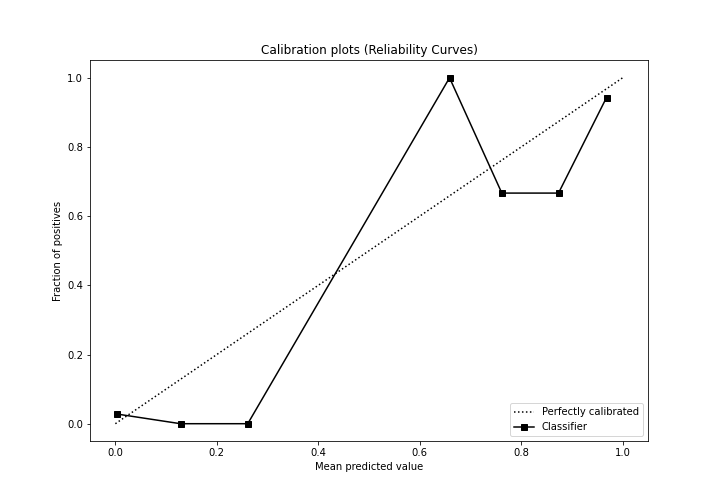 Calibration plots (Reliability Curves)
1.0
0.8
0.6
0.4
0.2
0.0
Fraction of positives
Perfectly calibrated
Classifier
0.0 0.2 0.4 0.6 0.8 1.0
Mean predicted value